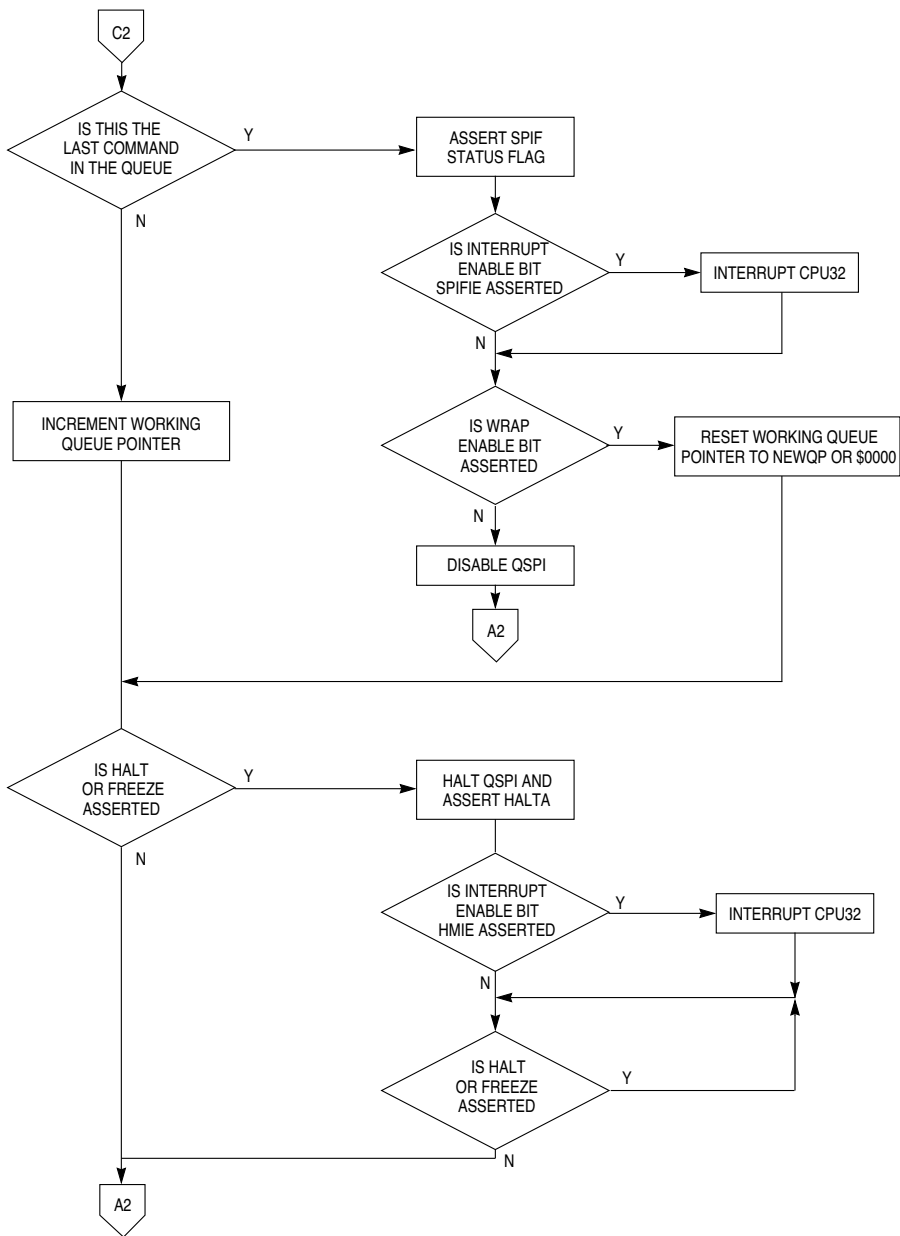 C2
IS THIS THE
LAST COMMAND
IN THE QUEUE
Y
N
ASSERT SPIF
STATUS FLAG
IS INTERRUPT
ENABLE BIT
SPIFIE ASSERTED
Y
N
INTERRUPT CPU32
INCREMENT WORKING
QUEUE POINTER
IS WRAP
ENABLE BIT
ASSERTED
Y
N
RESET WORKING QUEUE
POINTER TO NEWQP OR $0000
DISABLE QSPI
A2
IS HALT
OR FREEZE
ASSERTED
Y
N
HALT QSPI AND
ASSERT HALTA
IS INTERRUPT
ENABLE BIT
HMIE ASSERTED
Y
N
INTERRUPT CPU32
IS HALT
OR FREEZE
ASSERTED
Y
N
A2